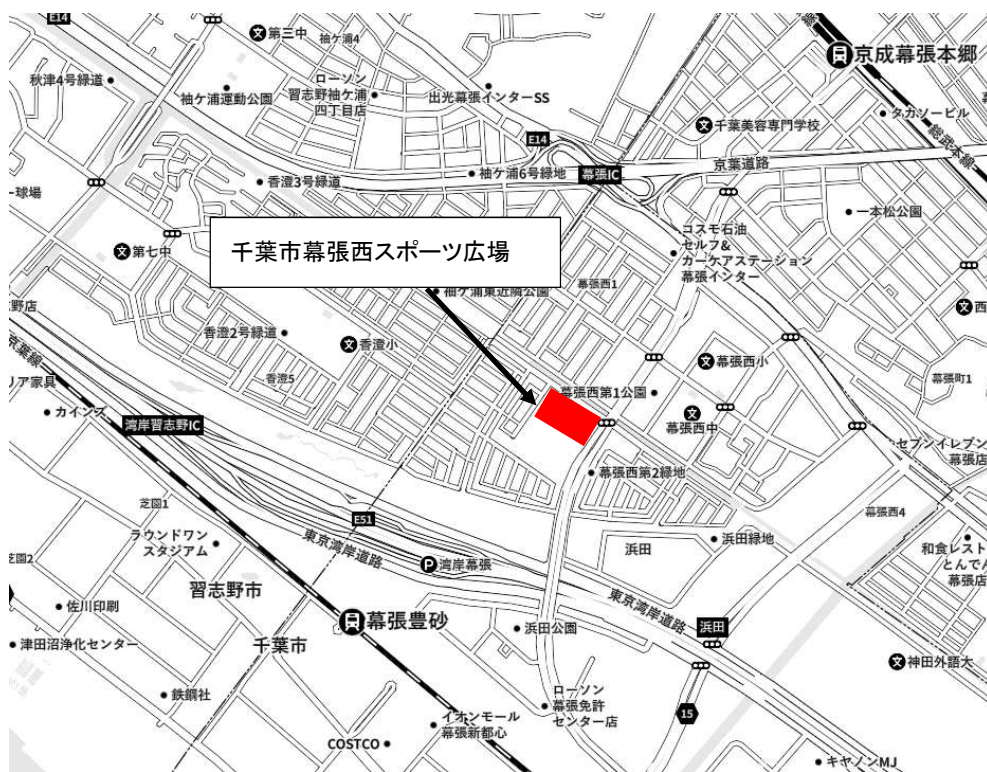 E14
第三中
袖ケ浦4
京成幕張本郷
秋津4号緑道
袖ケ浦運動公園
ローソン
習志野袖ケ浦
四丁目店
出光幕張インターSS
タカソービル
千葉美容専門学校
総武本線
E14
京葉道路
香澄3号緑道
袖ケ浦6号緑地
幕張IC
ー球場
一本松公園
コスモ石油
セルフ&
カーケアステーション
幕張インター
千葉市幕張西スポーツ広場
第七中
袖ケ浦東近隣公園
幕張西1
野店
西
京葉線
香澄2号緑道
香澄小
幕張西小
リア家具
香澄5
幕張西第1公園
幕張町1
カインズ
湾岸習志野IC
幕張西中
セブンイレブン
幕張店
幕張西第2緑地
芝園1
E51
幕張西4
ラウンドワン
スタジアム
東京湾岸道路
浜田
浜田緑地
芝園2
湾岸幕張
和食レスト
とんでん
幕張店
習志野市
東京湾岸道路
佐川印刷
幕張豊砂
浜田公園
浜田
津田沼浄化センター
千葉市
神田外語大
鉄鋼社
ローソン
幕張免許
センター店
イオンモール
幕張新都心
15
COSTCO
キヤノンMJ